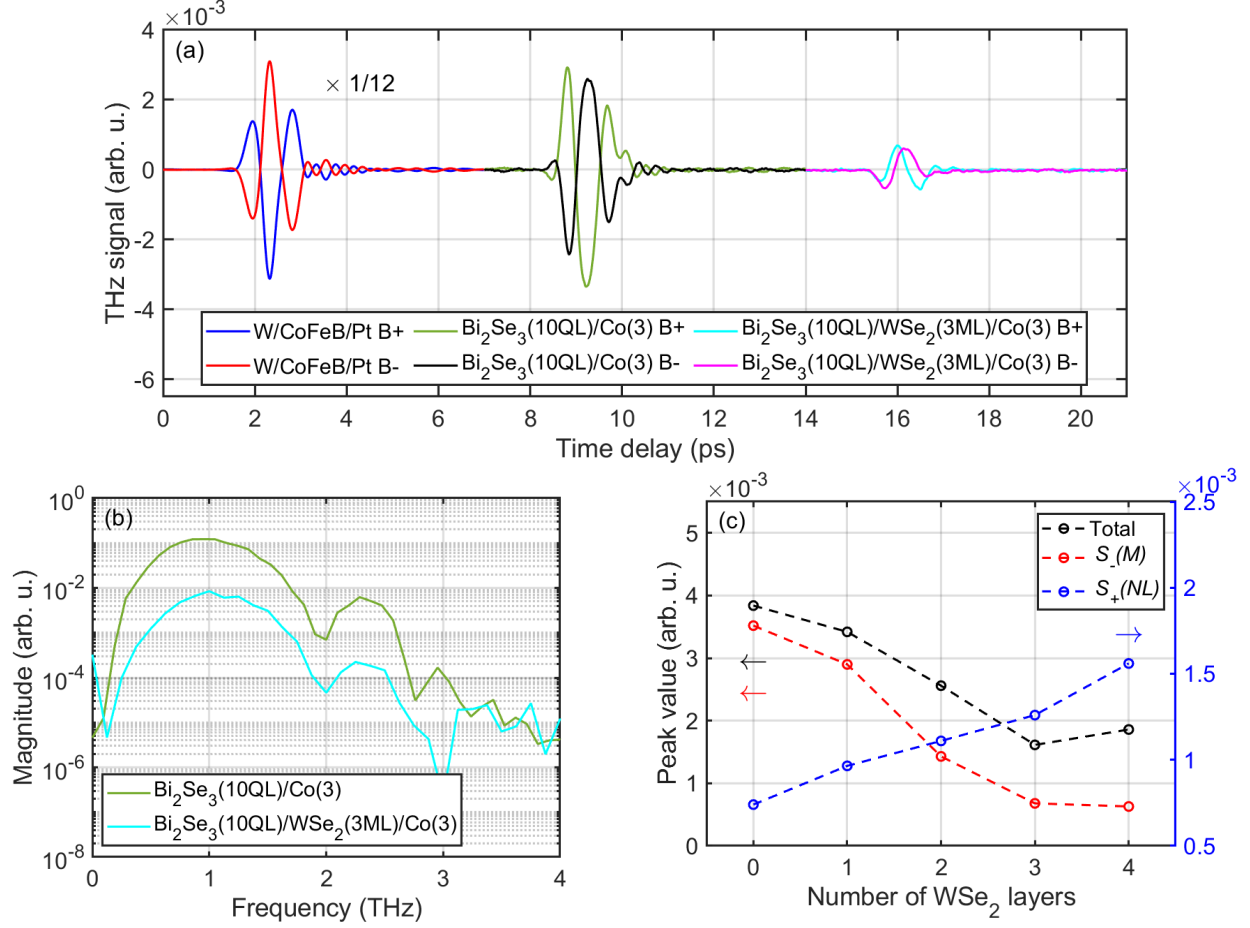 ×10⁻³
(a)
× 1/12
4
2
0
-2
-4
-6
THz signal (arb. u.)
W/CoFeB/Pt B+
W/CoFeB/Pt B-
Bi₂Se₃(10QL)/Co(3) B+
Bi₂Se₃(10QL)/Co(3) B-
Bi₂Se₃(10QL)/WSe₂(3ML)/Co(3) B+
Bi₂Se₃(10QL)/WSe₂(3ML)/Co(3) B-
0 2 4 6 8 10 12 14 16 18 20
Time delay (ps)
(b)
10⁰
10⁻²
10⁻⁴
10⁻⁶
10⁻⁸
Magnitude (arb. u.)
Bi₂Se₃(10QL)/Co(3)
Bi₂Se₃(10QL)/WSe₂(3ML)/Co(3)
0 1 2 3 4
Frequency (THz)
×10⁻³
×10⁻³
(c)
5
4
3
2
1
0
Peak value (arb. u.)
Total
S₋(M)
S₊(NL)
→
←
←
2.5
2
1.5
1
0.5
0 1 2 3 4
Number of WSe₂ layers